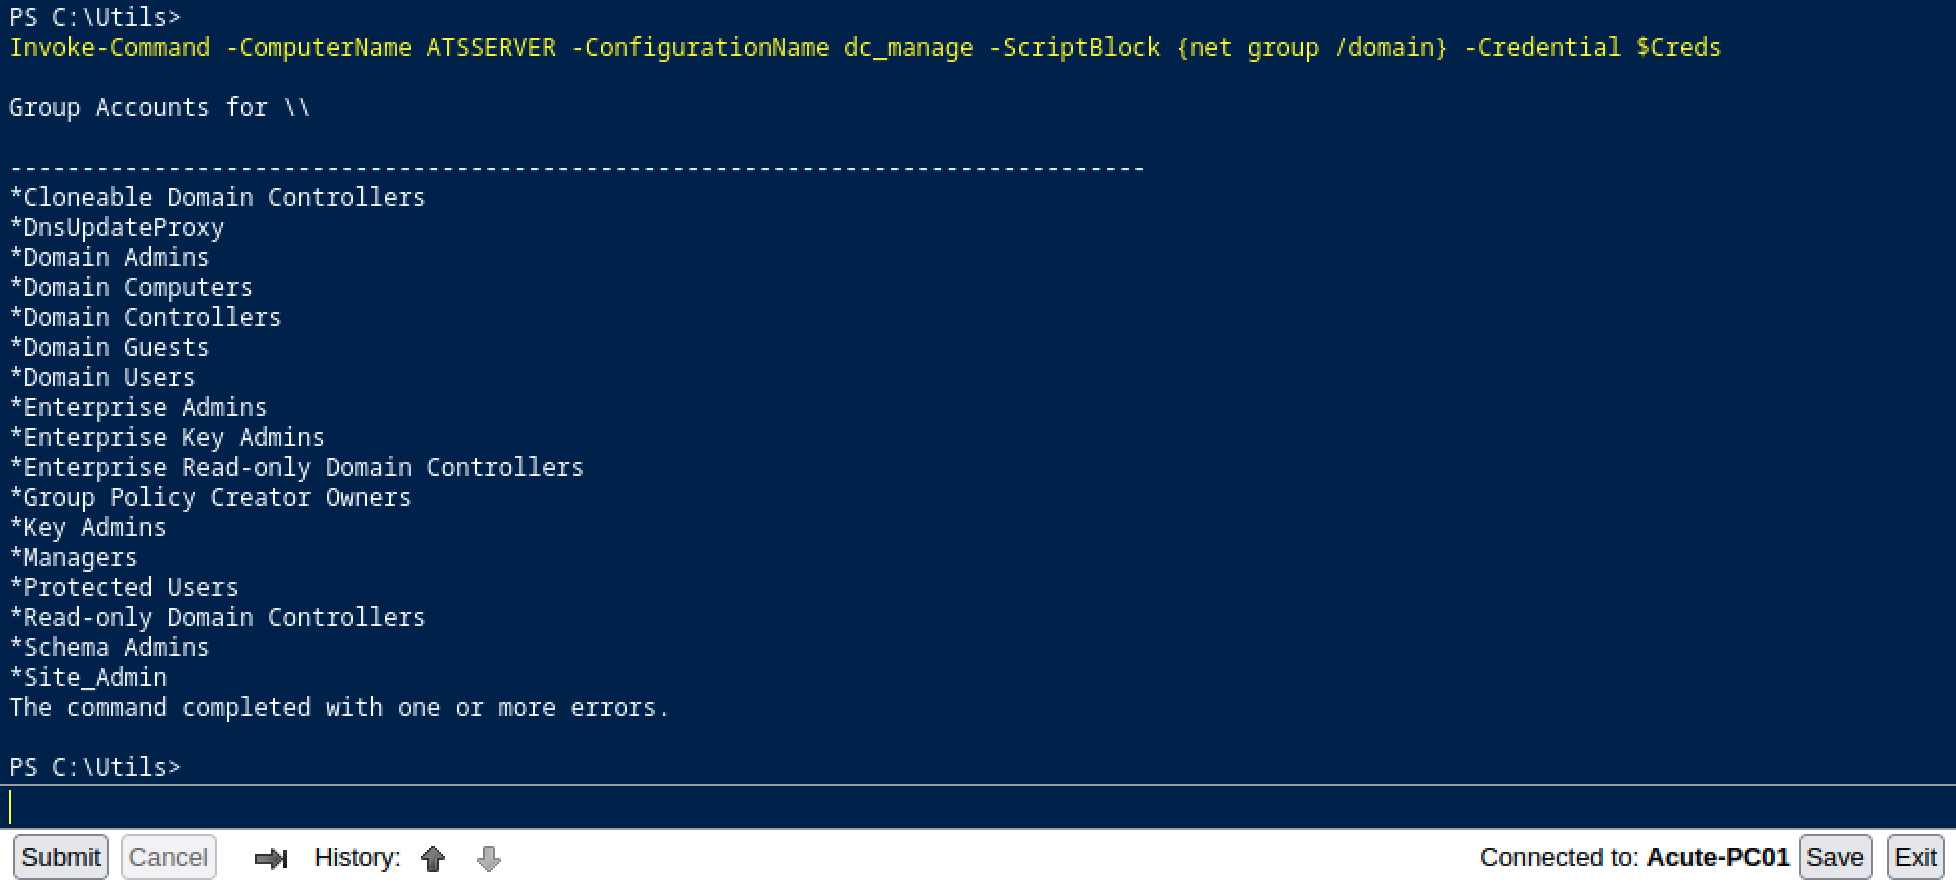 PS C:\Utils>
Invoke-Command -ComputerName ATSSERVER -ConfigurationName dc_manage -ScriptBlock {net group /domain} -Credential $Creds
Group Accounts for \\
-------------------------------------------------------------------------------
*Cloneable Domain Controllers
*DnsUpdateProxy
*Domain Admins
*Domain Computers
*Domain Controllers
*Domain Guests
*Domain Users
*Enterprise Admins
*Enterprise Key Admins
*Enterprise Read-only Domain Controllers
*Group Policy Creator Owners
*Key Admins
*Managers
*Protected Users
*Read-only Domain Controllers
*Schema Admins
*Site_Admin
The command completed with one or more errors.
PS C:\Utils>
Submit Cancel History: Connected to: Acute-PC01 Save Exit